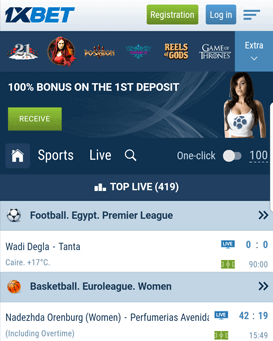 1XBET
Registration
Log in
21
POSEIDON
REELS
of GODS
GAME OF
THRONES
Extra
100% BONUS ON THE 1ST DEPOSIT
RECEIVE
Sports
Live
One-click
100
TOP LIVE (419)
Football. Egypt. Premier League
Wadi Degla - Tanta
LIVE
0 : 0
Caire. +17°C.
90:00
Basketball. Euroleague. Women
Nadezhda Orenburg (Women) - Perfumerias Avenida
LIVE
42 : 19
(Including Overtime)
15:49